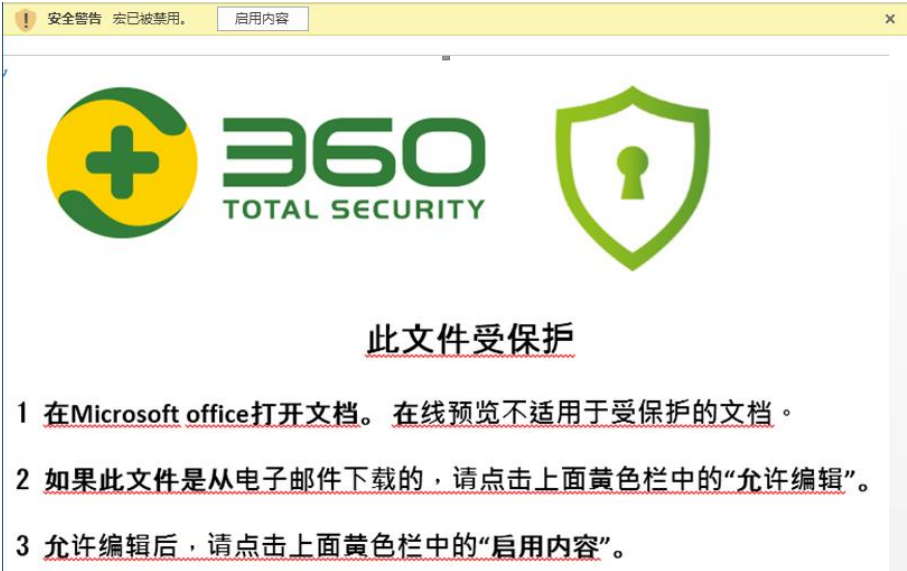 安全警告 宏已被禁用。 启用内容
360
TOTAL SECURITY
此文件受保护
1 在Microsoft office打开文档。 在线预览不适用于受保护的文档。
2 如果此文件是从电子邮件下载的，请点击上面黄色栏中的“允许编辑”。
3 允许编辑后，请点击上面黄色栏中的“启用内容”。